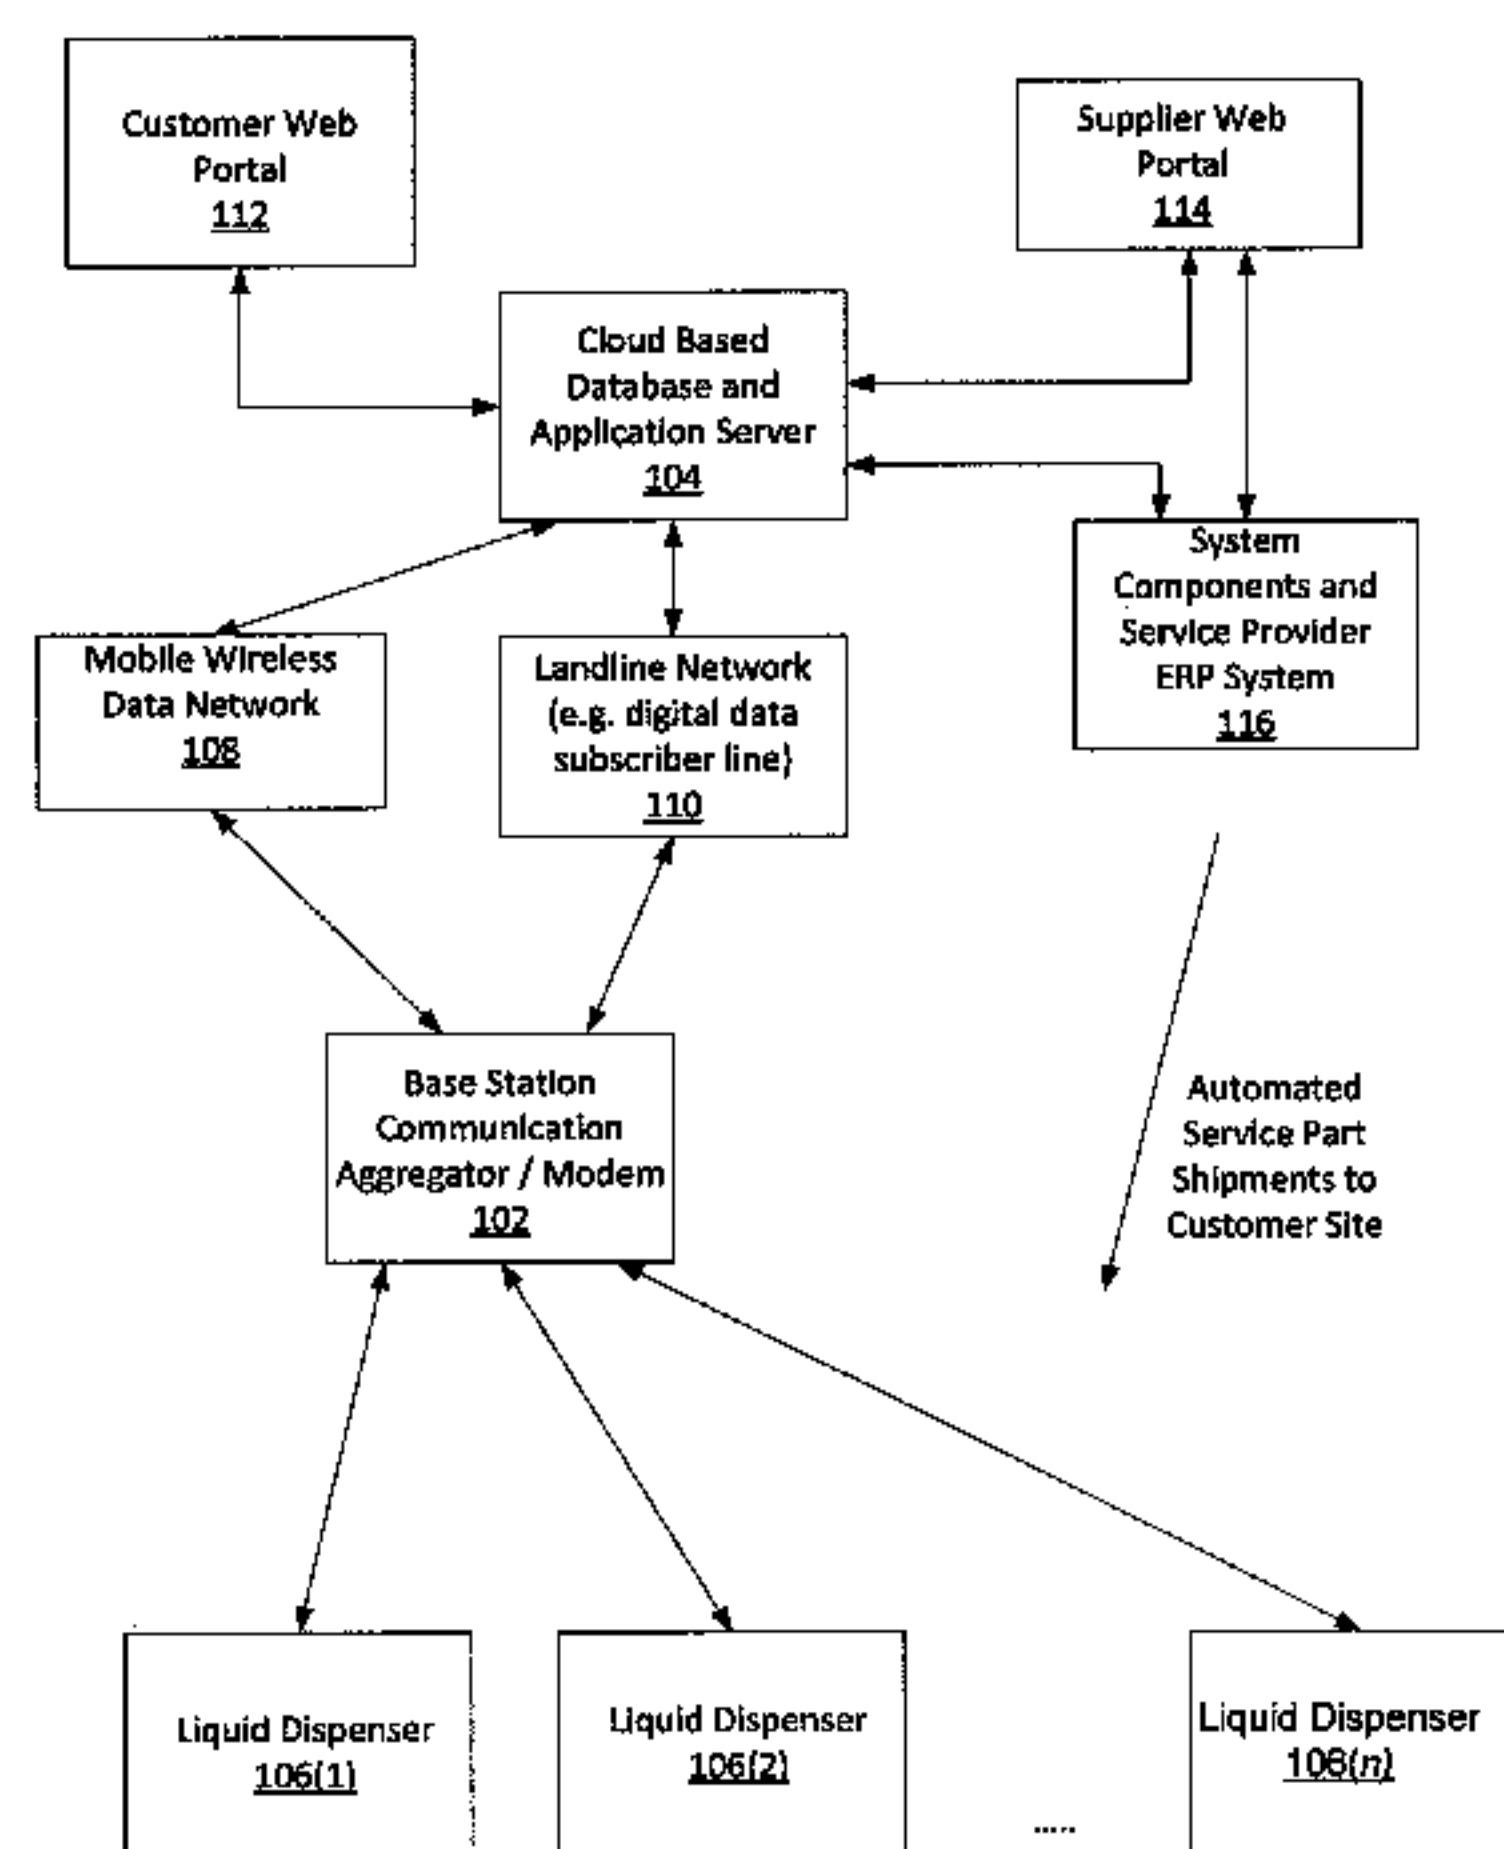 Customer Web
Portal
112
Supplier Web
Portal
114
Cloud Based
Database and
Application Server
104
System
Components and
Service Provider
ERP System
116
Mobile Wireless
Data Network
108
Landline Network
(e.g. digital data
subscriber line)
110
Base Station
Communication
Aggregator / Modem
102
Automated
Service Part
Shipments to
Customer Site
Liquid Dispenser
106(1)
Liquid Dispenser
106(2)
.....
Liquid Dispenser
106(n)